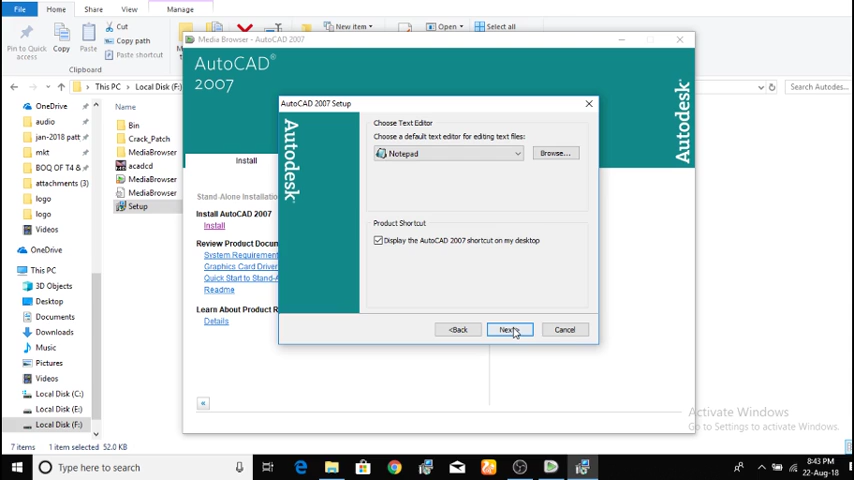 File
Home
Share
View
Manage
Pin to Quick access
Copy
Paste
Cut
Copy path
Paste shortcut
Clipboard
New item
Open
Select all
This PC > Local Disk (F:)
Search Autodes...
OneDrive
audio
jan-2018 patt
mkt
BOQ OF T4 &
attachments (3)
logo
logo
Videos
OneDrive
This PC
3D Objects
Desktop
Documents
Downloads
Music
Pictures
Videos
Local Disk (C:)
Local Disk (E:)
Local Disk (F:)
Name
Bin
Crack_Patch
MediaBrowser
acadcd
MediaBrowser
MediaBrowser
Setup
7 items
1 item selected 52.0 KB
Media Browser - AutoCAD 2007
AutoCAD®
2007
Autodesk®
Install
Stand-Alone Installatio
Install AutoCAD 2007
Install
Review Product Docum
System Requirement
Graphics Card Driver
Quick Start to Stand-A
Readme
Learn About Product R
Details
«
AutoCAD 2007 Setup
Autodesk®
Choose Text Editor
Choose a default text editor for editing text files:
Notepad
Browse...
Product Shortcut
Display the AutoCAD 2007 shortcut on my desktop
<Back
Next>
Cancel
Activate Windows
Go to Settings to activate Windows.
Type here to search
8:43 PM
22-Aug-18